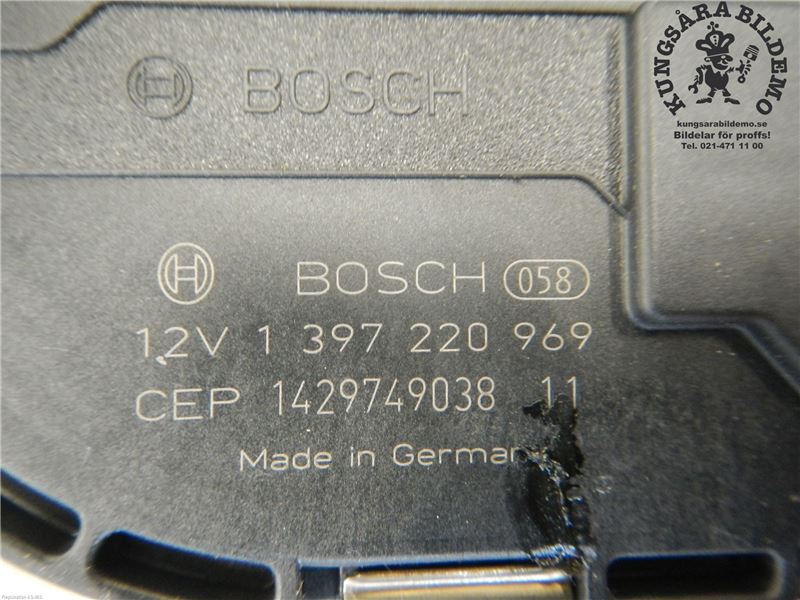 KUNGSÅRA BILDEMO
kungsarabildemo.se
Bildelar för proffs!
Tel. 021-471 11 00
BOSCH
BOSCH 058
12V 1 397 220 969
CEP 1429749038 11
Made in Germany